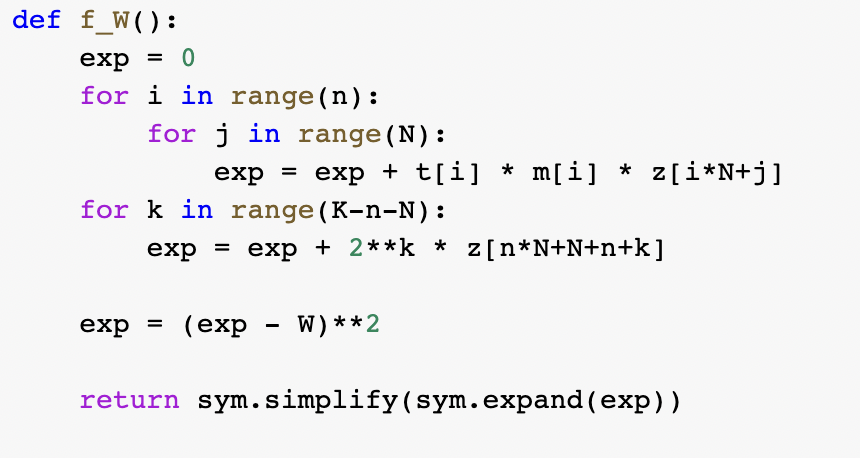 def f_W():
    exp = 0
    for i in range(n):
        for j in range(N):
            exp = exp + t[i] * m[i] * z[i*N+j]
    for k in range(K-n-N):
        exp = exp + 2**k * z[n*N+N+n+k]
    exp = (exp - W)**2
    return sym.simplify(sym.expand(exp))